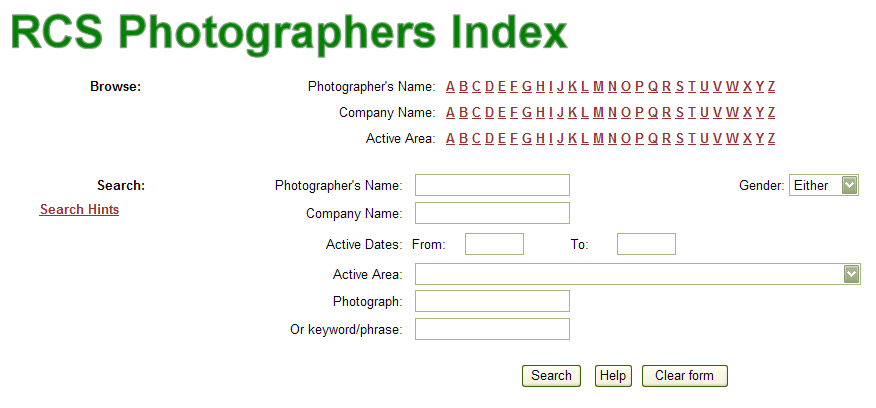 RCS Photographers Index
Browse: Photographer's Name: A B C D E F G H I J K L M N O P Q R S T U V W X Y Z
Company Name: A B C D E F G H I J K L M N O P Q R S T U V W X Y Z
Active Area: A B C D E F G H I J K L M N O P Q R S T U V W X Y Z
Search: Photographer's Name: Gender: Either
Search Hints
Company Name:
Active Dates: From: To:
Active Area:
Photograph:
Or keyword/phrase:
Search Help Clear form